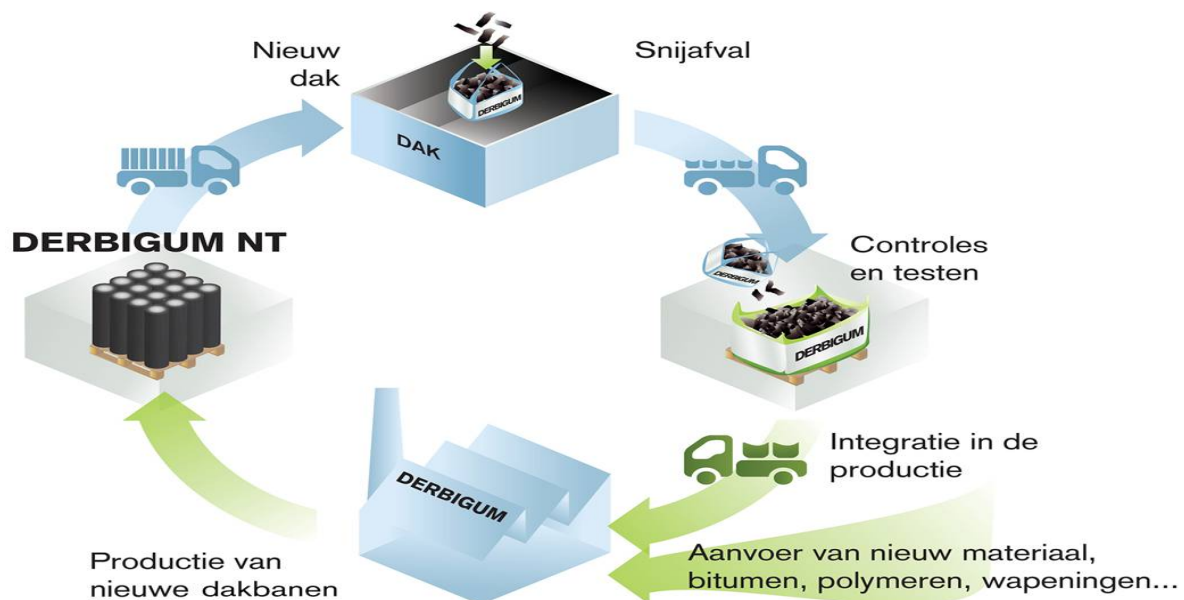 Nieuw
dak
DERBIGUM
DAK
Snijafval
DERBIGUM NT
Controles
en testen
DERBIGUM
DERBIGUM
Integratie in de
productie
DERBIGUM
Aanvoer van nieuw materiaal,
bitumen, polymeren, wapeningen...
Productie van
nieuwe dakbanen